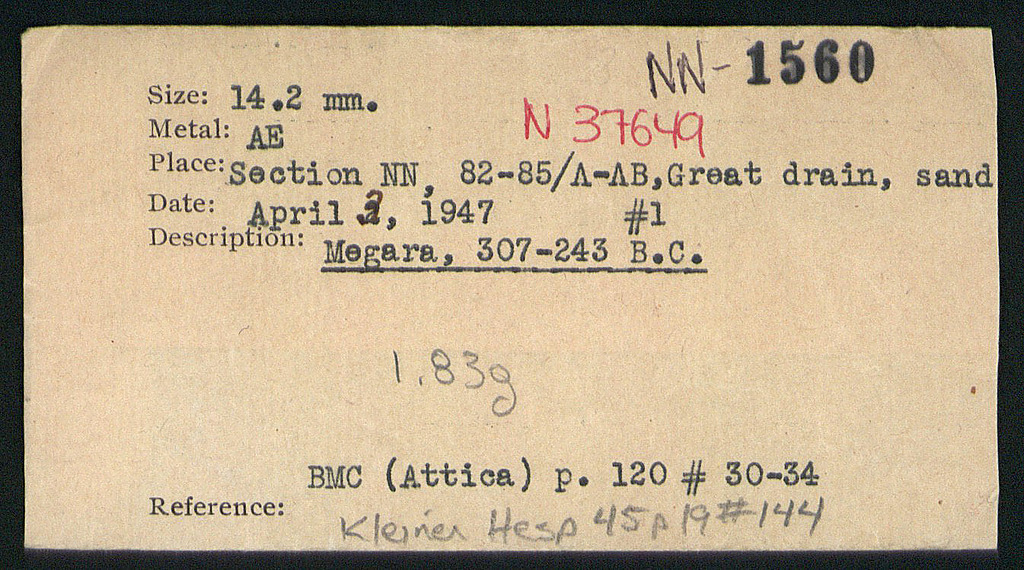 NN- 1560
Size: 14.2 mm.
N 37649
Metal: AE
Place: Section NN, 82-85/Λ-ΛB, Great drain, sand
Date: April 2, 1947 #1
Description: Megara, 307-243 B.C.
1.83g
BMC (Attica) p. 120 # 30-34
Reference:
Kleiner Hesp 45 p 19 #144